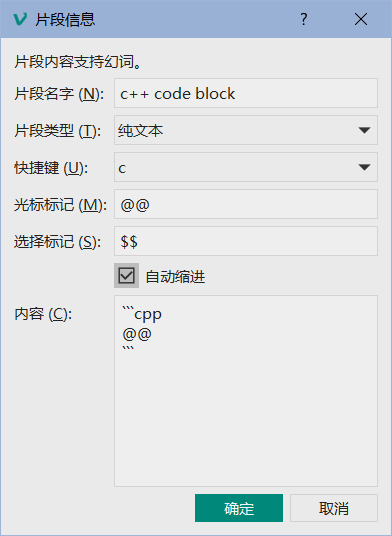 片段信息
?
片段内容支持幻词。
片段名字 (N): c++ code block
片段类型 (T): 纯文本
快捷键 (U): c
光标标记 (M): @@
选择标记 (S): $$
自动缩进
内容 (C): ```cpp
@@
```
确定 取消